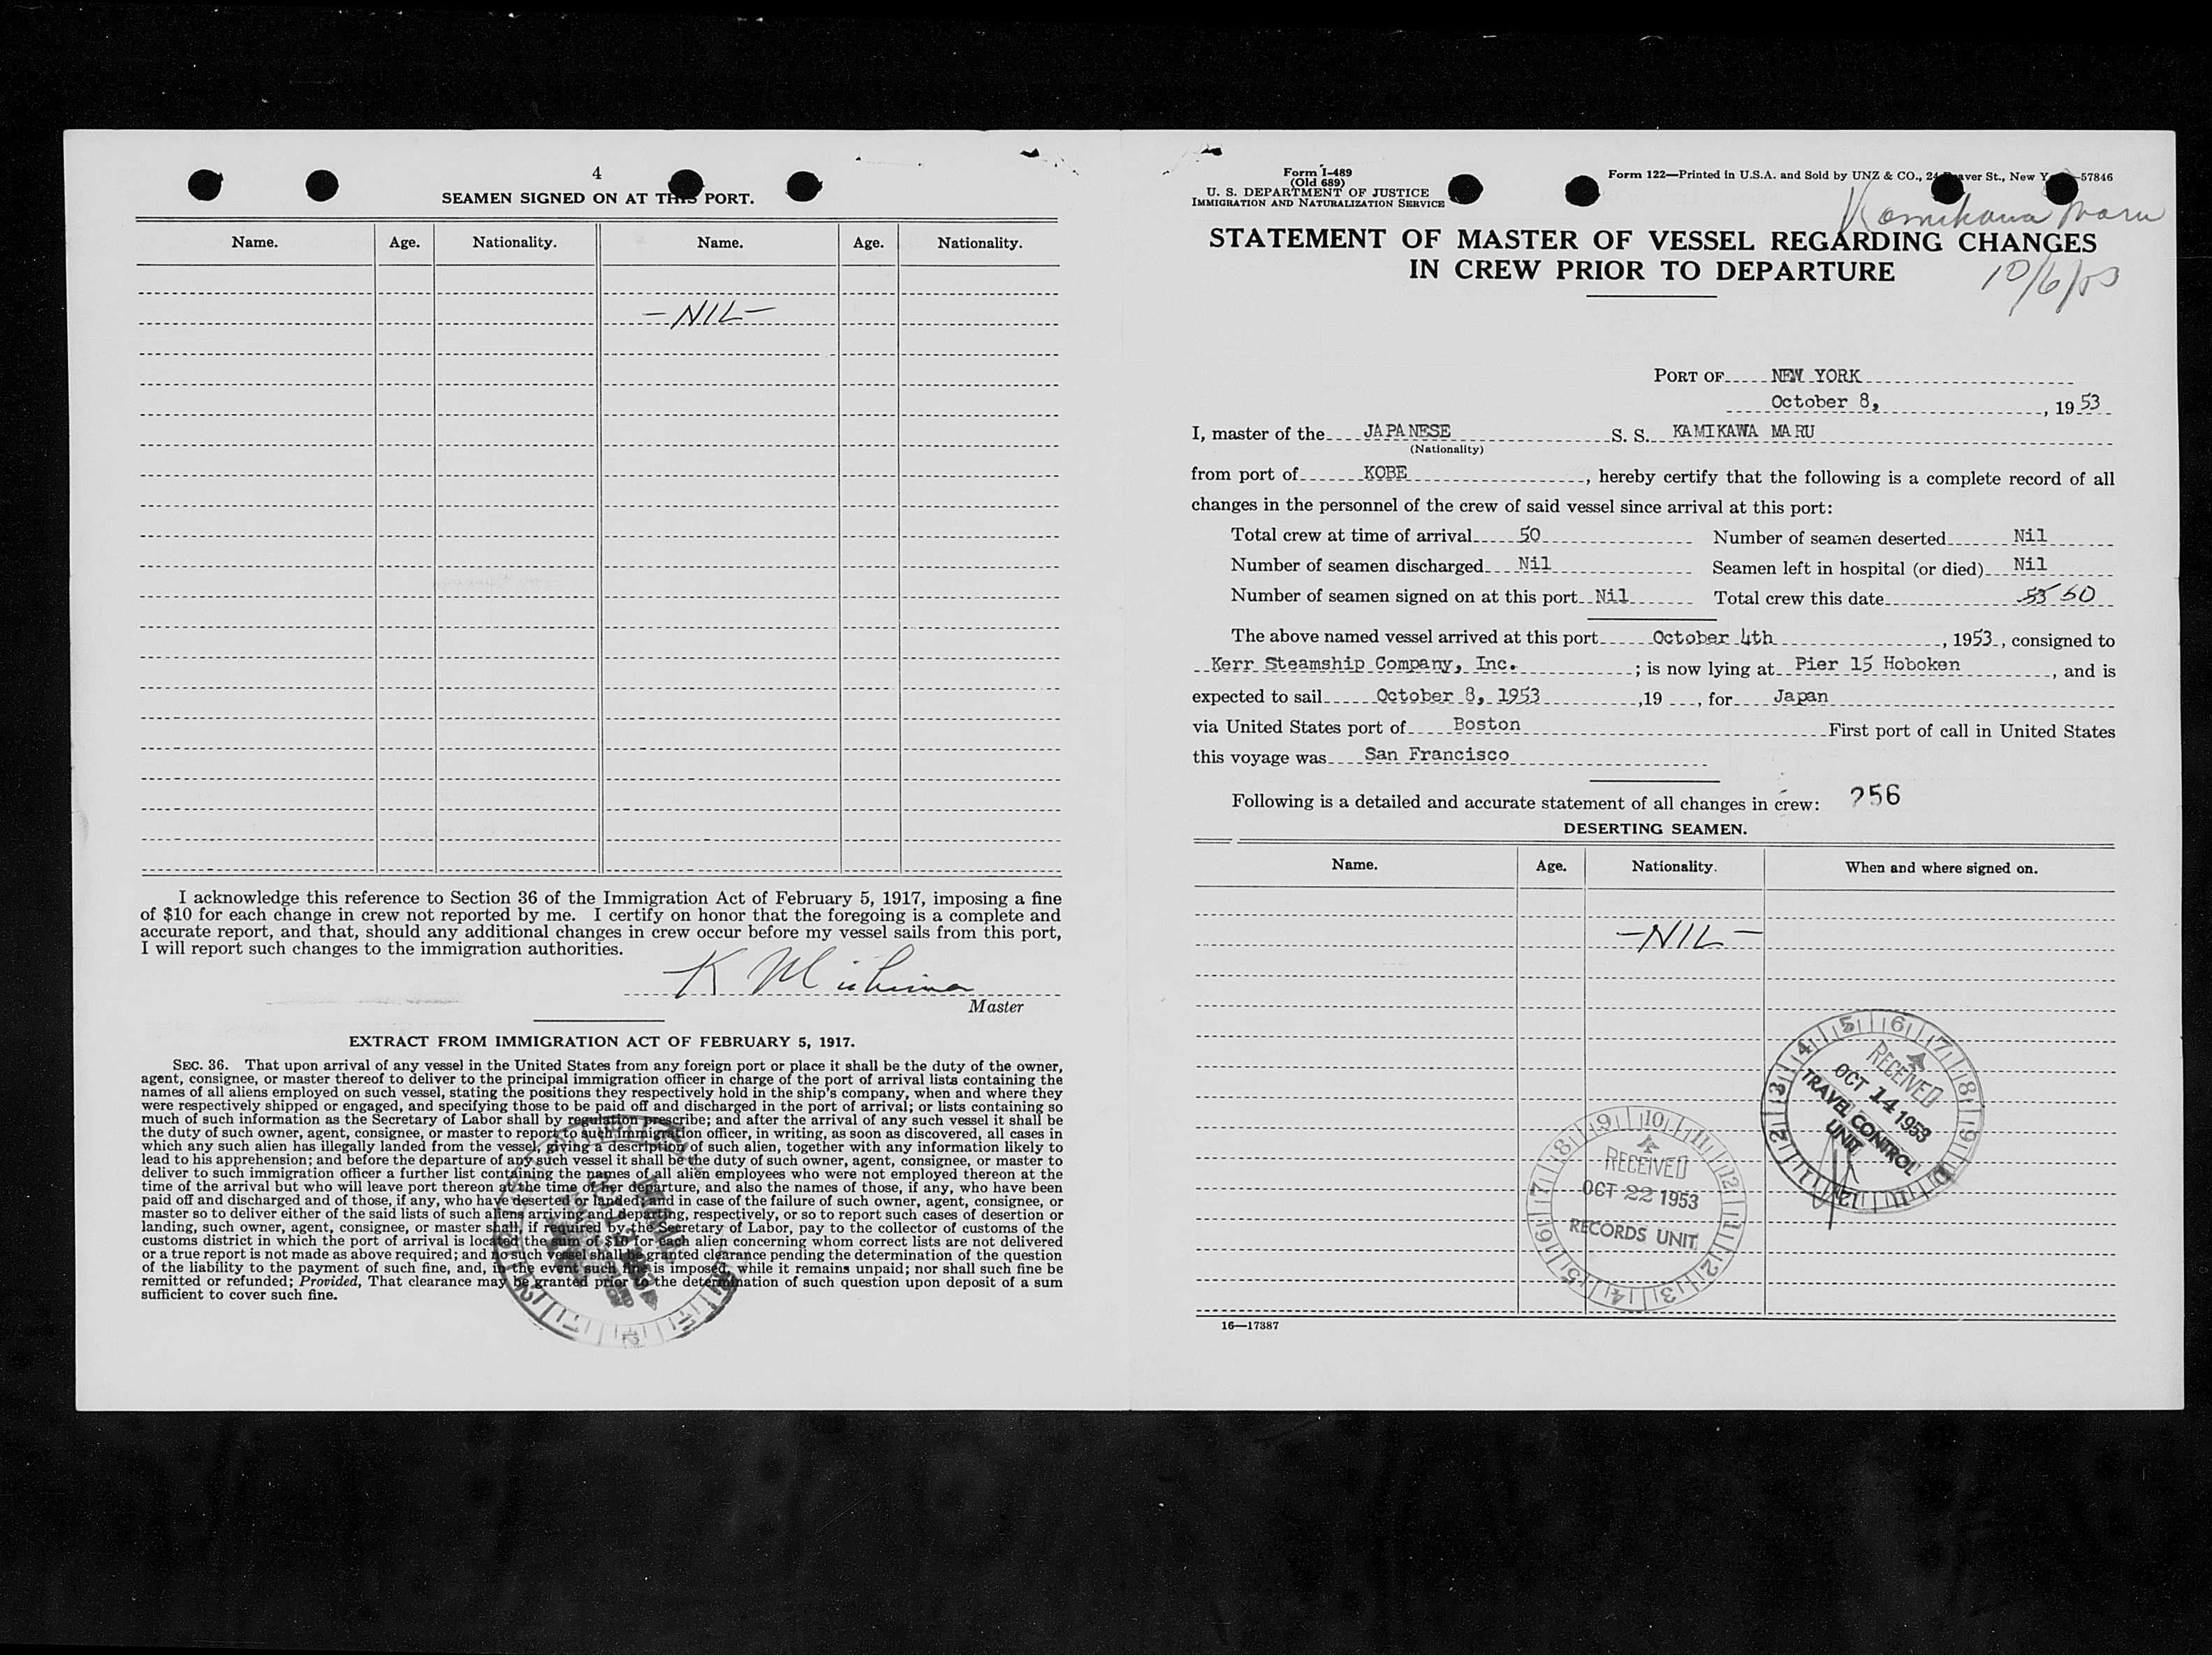 4
SEAMEN SIGNED ON AT THIS PORT.
Name. Age. Nationality. Name. Age. Nationality.
—NIL—
I acknowledge this reference to Section 36 of the Immigration Act of February 5, 1917, imposing a fine
of $10 for each change in crew not reported by me. I certify on honor that the foregoing is a complete and
accurate report, and that, should any additional changes in crew occur before my vessel sails from this port,
I will report such changes to the immigration authorities.
K Mishima
Master
EXTRACT FROM IMMIGRATION ACT OF FEBRUARY 5, 1917.
SEC. 36. That upon arrival of any vessel in the United States from any foreign port or place it shall be the duty of the owner,
agent, consignee, or master thereof to deliver to the principal immigration officer in charge of the port of arrival lists containing the
names of all aliens employed on such vessel, stating the positions they respectively hold in the ship's company, when and where they
were respectively shipped or engaged, and specifying those to be paid off and discharged in the port of arrival; or lists containing so
much of such information as the Secretary of Labor shall by regulation prescribe; and after the arrival of any such vessel it shall be
the duty of such owner, agent, consignee, or master to report to such immigration officer, in writing, as soon as discovered, all cases in
which any such alien has illegally landed from the vessel, giving a description of such alien, together with any information likely to
lead to his apprehension; and before the departure of any such vessel it shall be the duty of such owner, agent, consignee, or master to
deliver to such immigration officer a further list containing the names of all alien employees who were not employed thereon at the
time of the arrival but who will leave port thereon at the time of her departure, and also the names of those, if any, who have been
paid off and discharged and of those, if any, who have deserted or landed; and in case of the failure of such owner, agent, consignee, or
master so to deliver either of the said lists of such aliens arriving and departing, respectively, or so to report such cases of desertion or
landing, such owner, agent, consignee, or master shall, if required by the Secretary of Labor, pay to the collector of customs of the
customs district in which the port of arrival is located the sum of $10 for each alien concerning whom correct lists are not delivered
or a true report is not made as above required; and no such vessel shall be granted clearance pending the determination of the question
of the liability to the payment of such fine, and, in the event such fine is imposed, while it remains unpaid; nor shall such fine be
remitted or refunded; Provided, That clearance may be granted prior to the determination of such question upon deposit of a sum
sufficient to cover such fine.
Form I-489
(Old 689)
U. S. DEPARTMENT OF JUSTICE
IMMIGRATION AND NATURALIZATION SERVICE
Form 122—Printed in U.S.A. and Sold by UNZ & CO., 24 aver St., New Y —57846
Kamikawa Maru
STATEMENT OF MASTER OF VESSEL REGARDING CHANGES
IN CREW PRIOR TO DEPARTURE
10/6/53
PORT OF NEW YORK
October 8, , 19 53
I, master of the JAPANESE S. S. KAMIKAWA MARU
(Nationality)
from port of KOBE , hereby certify that the following is a complete record of all
changes in the personnel of the crew of said vessel since arrival at this port:
Total crew at time of arrival 50 Number of seamen deserted Nil
Number of seamen discharged Nil Seamen left in hospital (or died) Nil
Number of seamen signed on at this port Nil Total crew this date 55 50
The above named vessel arrived at this port October 4th , 1953 , consigned to
Kerr Steamship Company, Inc. ; is now lying at Pier 15 Hoboken , and is
expected to sail October 8, 1953 ,19 , for Japan
via United States port of Boston First port of call in United States
this voyage was San Francisco
Following is a detailed and accurate statement of all changes in crew: 256
DESERTING SEAMEN.
Name. Age. Nationality. When and where signed on.
—NIL—
5 6 7 8 9 10 11 12 1 2 3 4
RECEIVED
OCT 14 1953
TRAVEL CONTROL
UNIT
9 10 11 12 1 2 3 4 5 6 7 8
RECEIVED
OCT 22 1953
RECORDS UNIT
16—17387